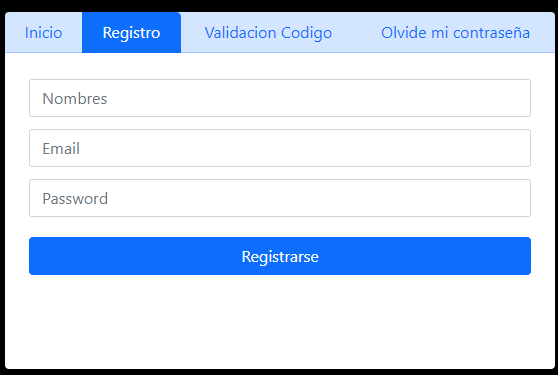 Inicio Registro Validacion Codigo Olvide mi contraseña
Nombres
Email
Password
Registrarse